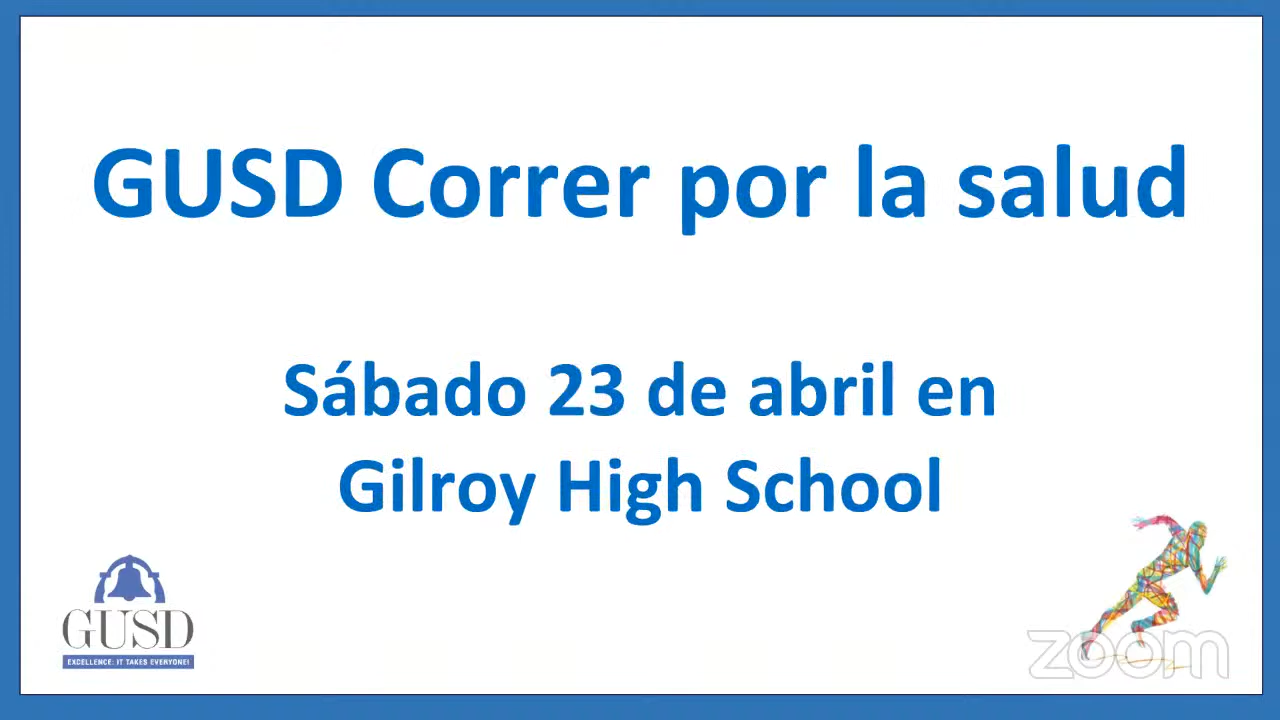 GUSD Correr por la salud
Sábado 23 de abril en
Gilroy High School
GUSD
EXCELLENCE: IT TAKES EVERYONE!
zoom